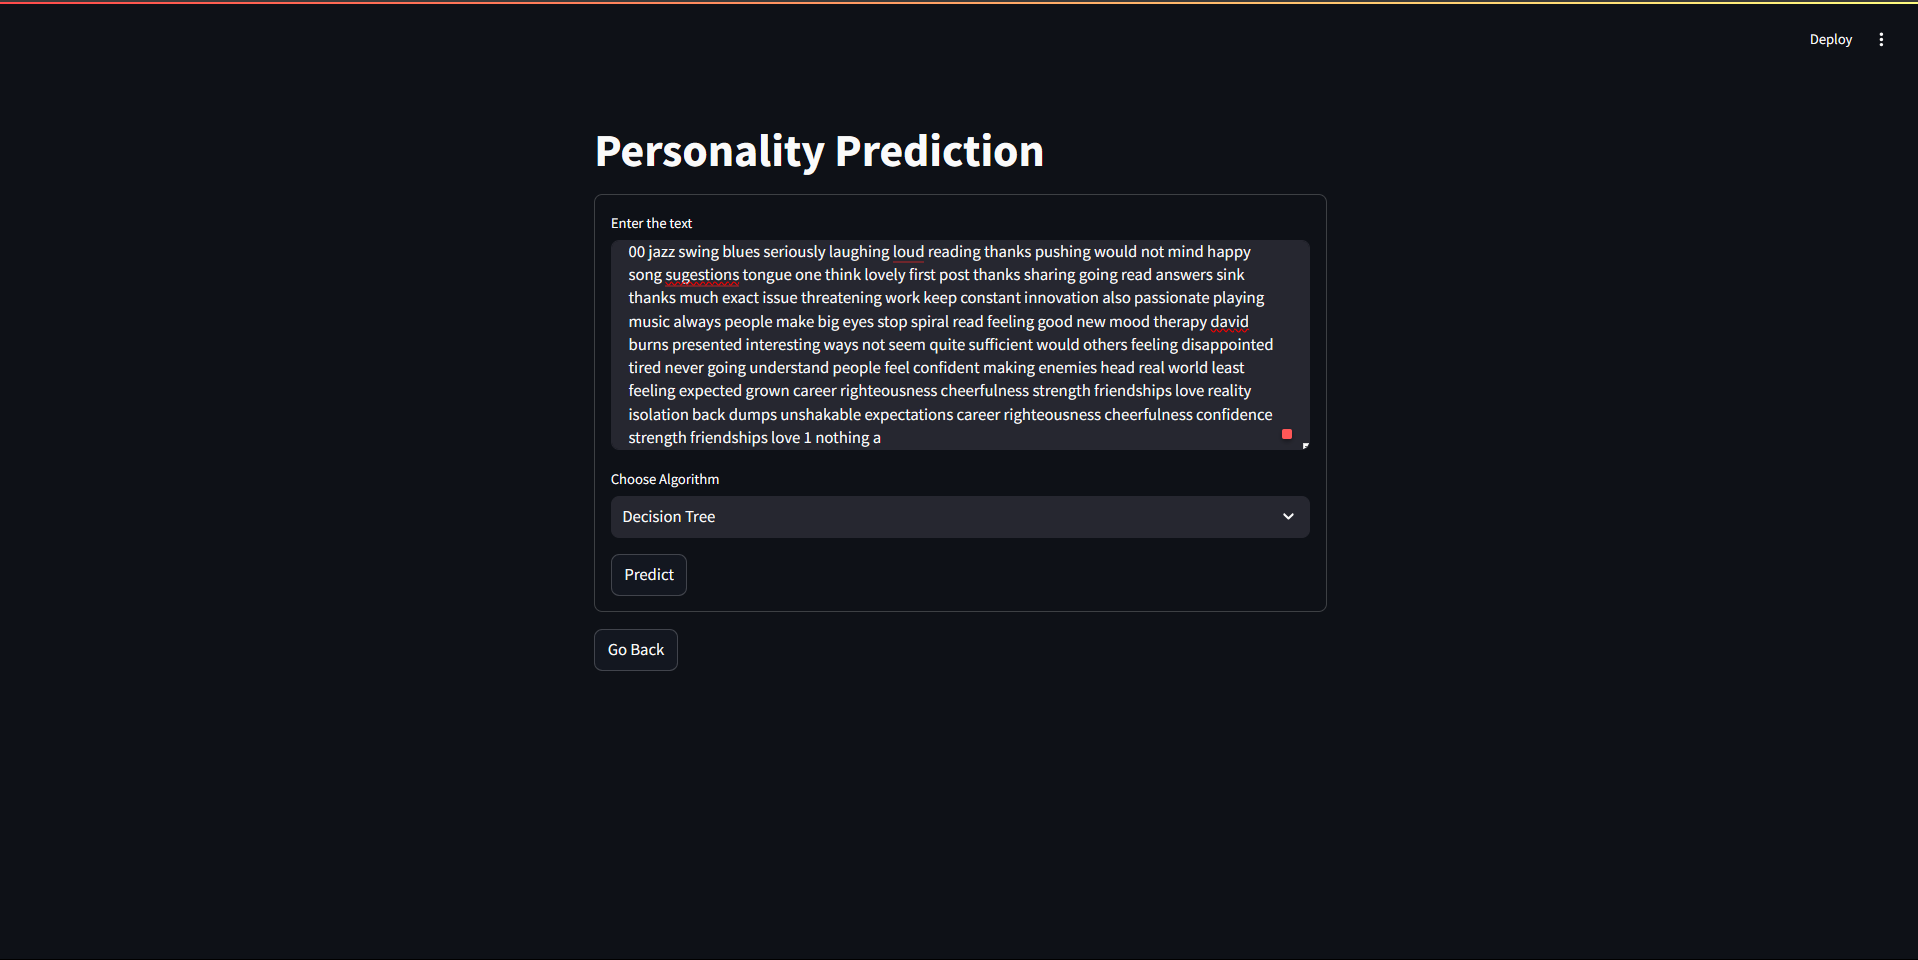 Deploy
Personality Prediction
Enter the text
00 jazz swing blues seriously laughing loud reading thanks pushing would not mind happy
song sugestions tongue one think lovely first post thanks sharing going read answers sink
thanks much exact issue threatening work keep constant innovation also passionate playing
music always people make big eyes stop spiral read feeling good new mood therapy david
burns presented interesting ways not seem quite sufficient would others feeling disappointed
tired never going understand people feel confident making enemies head real world least
feeling expected grown career righteousness cheerfulness strength friendships love reality
isolation back dumps unshakable expectations career righteousness cheerfulness confidence
strength friendships love 1 nothing a
Choose Algorithm
Decision Tree
Predict
Go Back